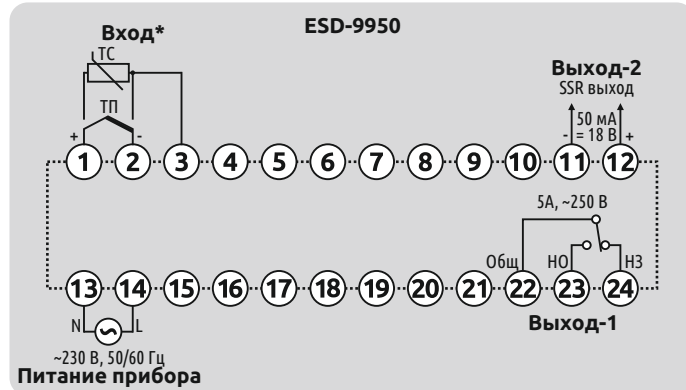 ESD-9950
Вход*
ТС
ТП
+ -
Выход-2
SSR выход
50 мА
- = 18 В +
1 2 3 4 5 6 7 8 9 10 11 12
5А, ~250 В
Общ НО НЗ
13 14 15 16 17 18 19 20 21 22 23 24
N L
Выход-1
~230 В, 50/60 Гц
Питание прибора